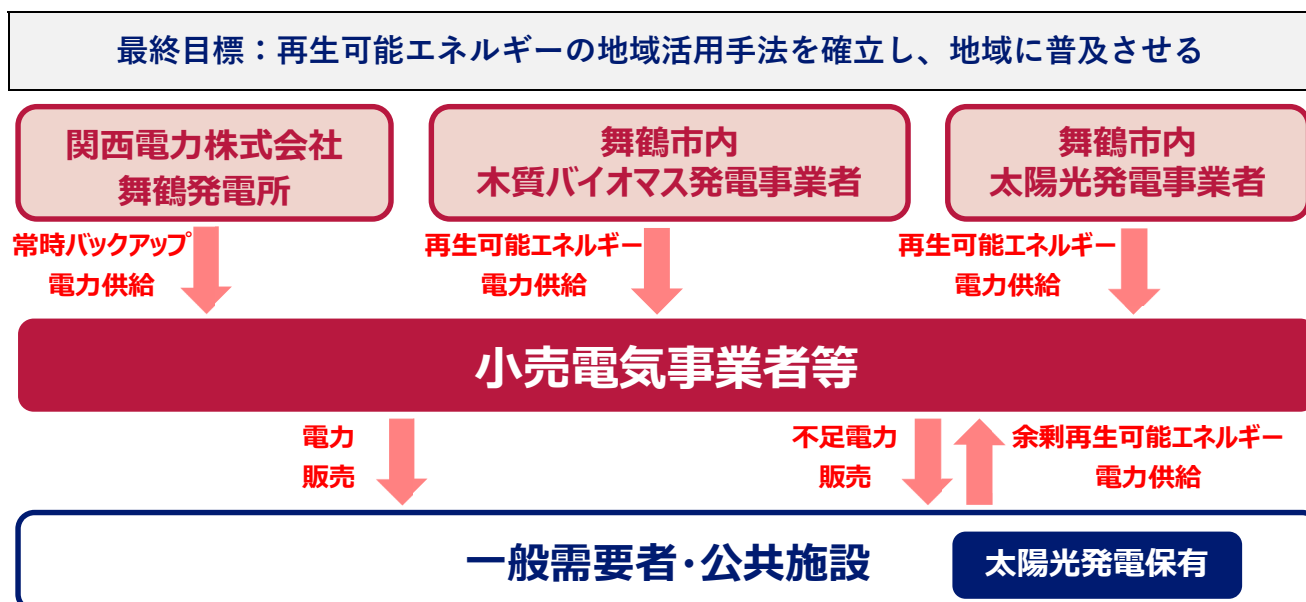 最終目標：再生可能エネルギーの地域活用手法を確立し、地域に普及させる
関西電力株式会社
舞鶴発電所
舞鶴市内
木質バイオマス発電事業者
舞鶴市内
太陽光発電事業者
常時バックアップ
電力供給
再生可能エネルギー
電力供給
再生可能エネルギー
電力供給
小売電気事業者等
電力
販売
不足電力
販売
余剰再生可能エネルギー
電力供給
一般需要者・公共施設
太陽光発電保有